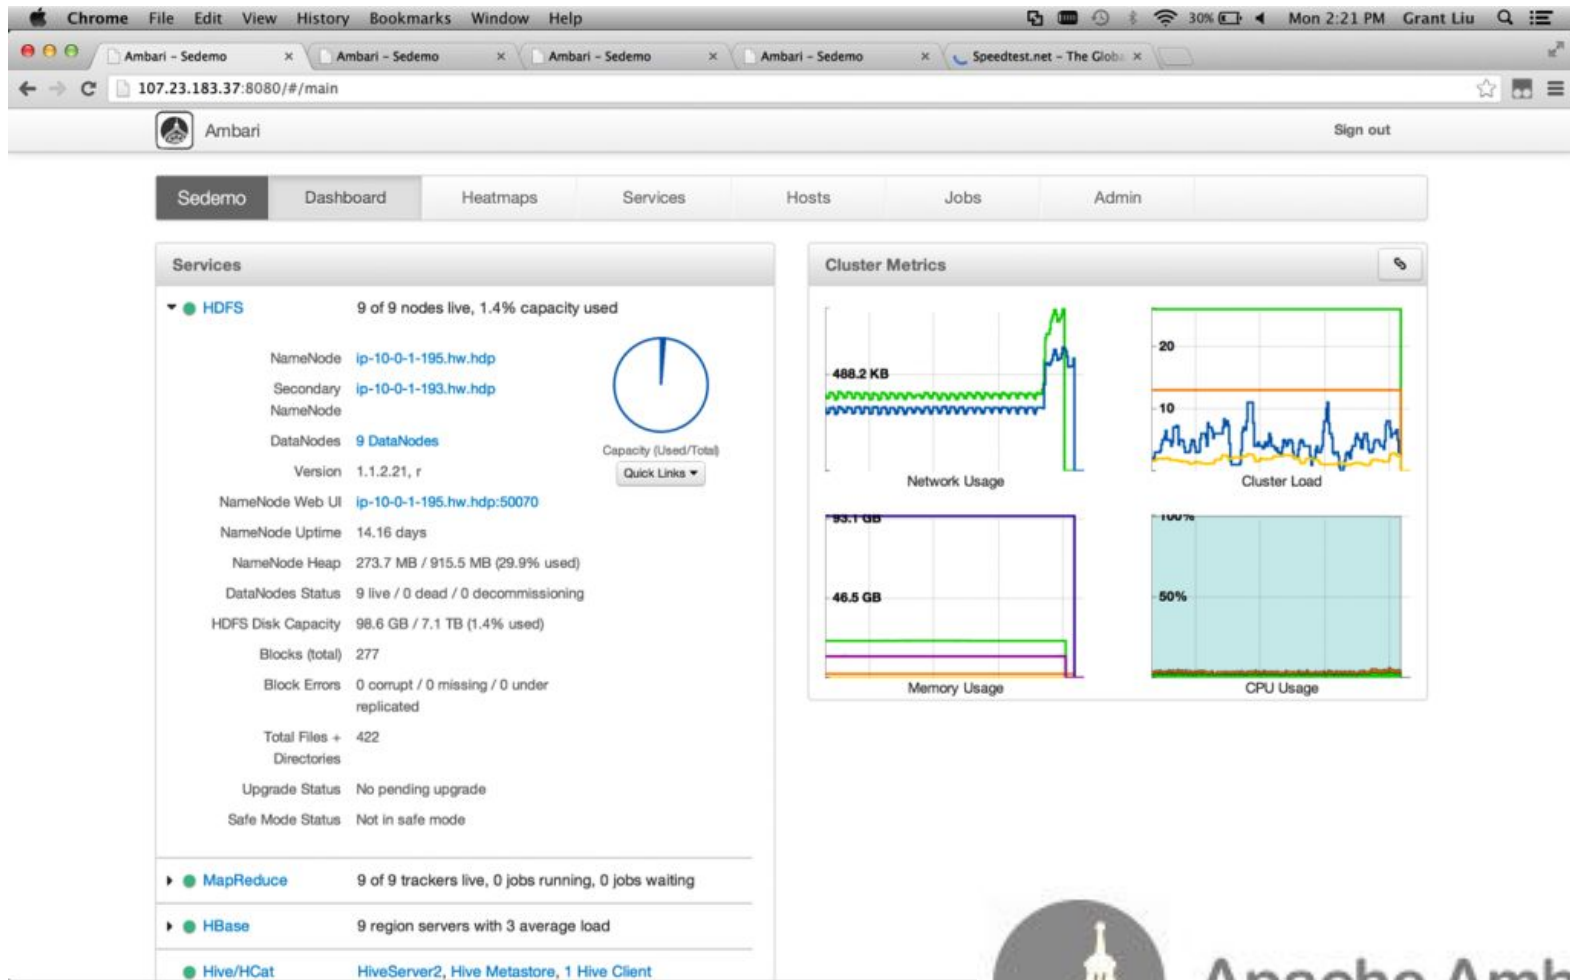 Chrome File Edit View History Bookmarks Window Help 30% Mon 2:21 PM Grant Liu
Ambari – Sedemo Ambari – Sedemo Ambari – Sedemo Ambari – Sedemo Speedtest.net – The Globa
107.23.183.37:8080/#/main
Ambari Sign out
Sedemo Dashboard Heatmaps Services Hosts Jobs Admin
Services
HDFS 9 of 9 nodes live, 1.4% capacity used
NameNode ip-10-0-1-195.hw.hdp
Secondary ip-10-0-1-193.hw.hdp
NameNode
DataNodes 9 DataNodes
Capacity (Used/Total)
Version 1.1.2.21, r
Quick Links
NameNode Web UI ip-10-0-1-195.hw.hdp:50070
NameNode Uptime 14.16 days
NameNode Heap 273.7 MB / 915.5 MB (29.9% used)
DataNodes Status 9 live / 0 dead / 0 decommissioning
HDFS Disk Capacity 98.6 GB / 7.1 TB (1.4% used)
Blocks (total) 277
Block Errors 0 corrupt / 0 missing / 0 under
replicated
Total Files + 422
Directories
Upgrade Status No pending upgrade
Safe Mode Status Not in safe mode
MapReduce 9 of 9 trackers live, 0 jobs running, 0 jobs waiting
HBase 9 region servers with 3 average load
Hive/HCat HiveServer2, Hive Metastore, 1 Hive Client
Cluster Metrics
488.2 KB
Network Usage
20
10
Cluster Load
93.1 GB
46.5 GB
Memory Usage
100%
50%
CPU Usage
Apache Amb